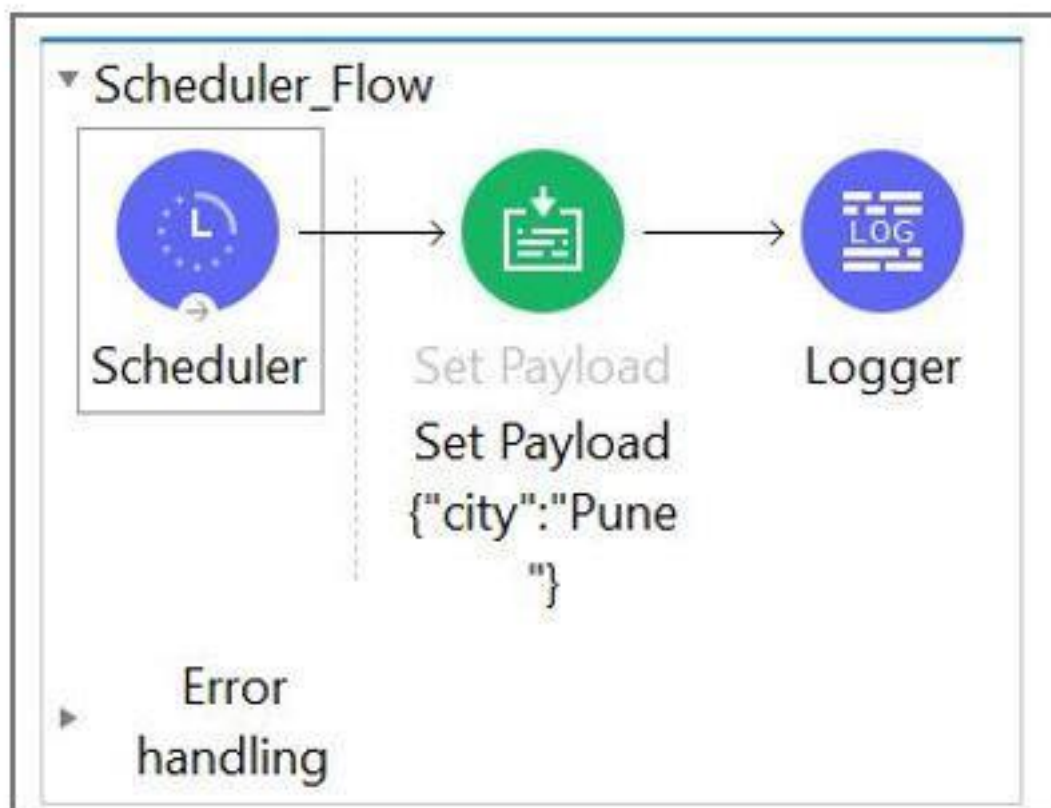 Scheduler_Flow
L
LOG
Scheduler
Set Payload
Logger
Set Payload
{"city":"Pune
"}
Error
handling